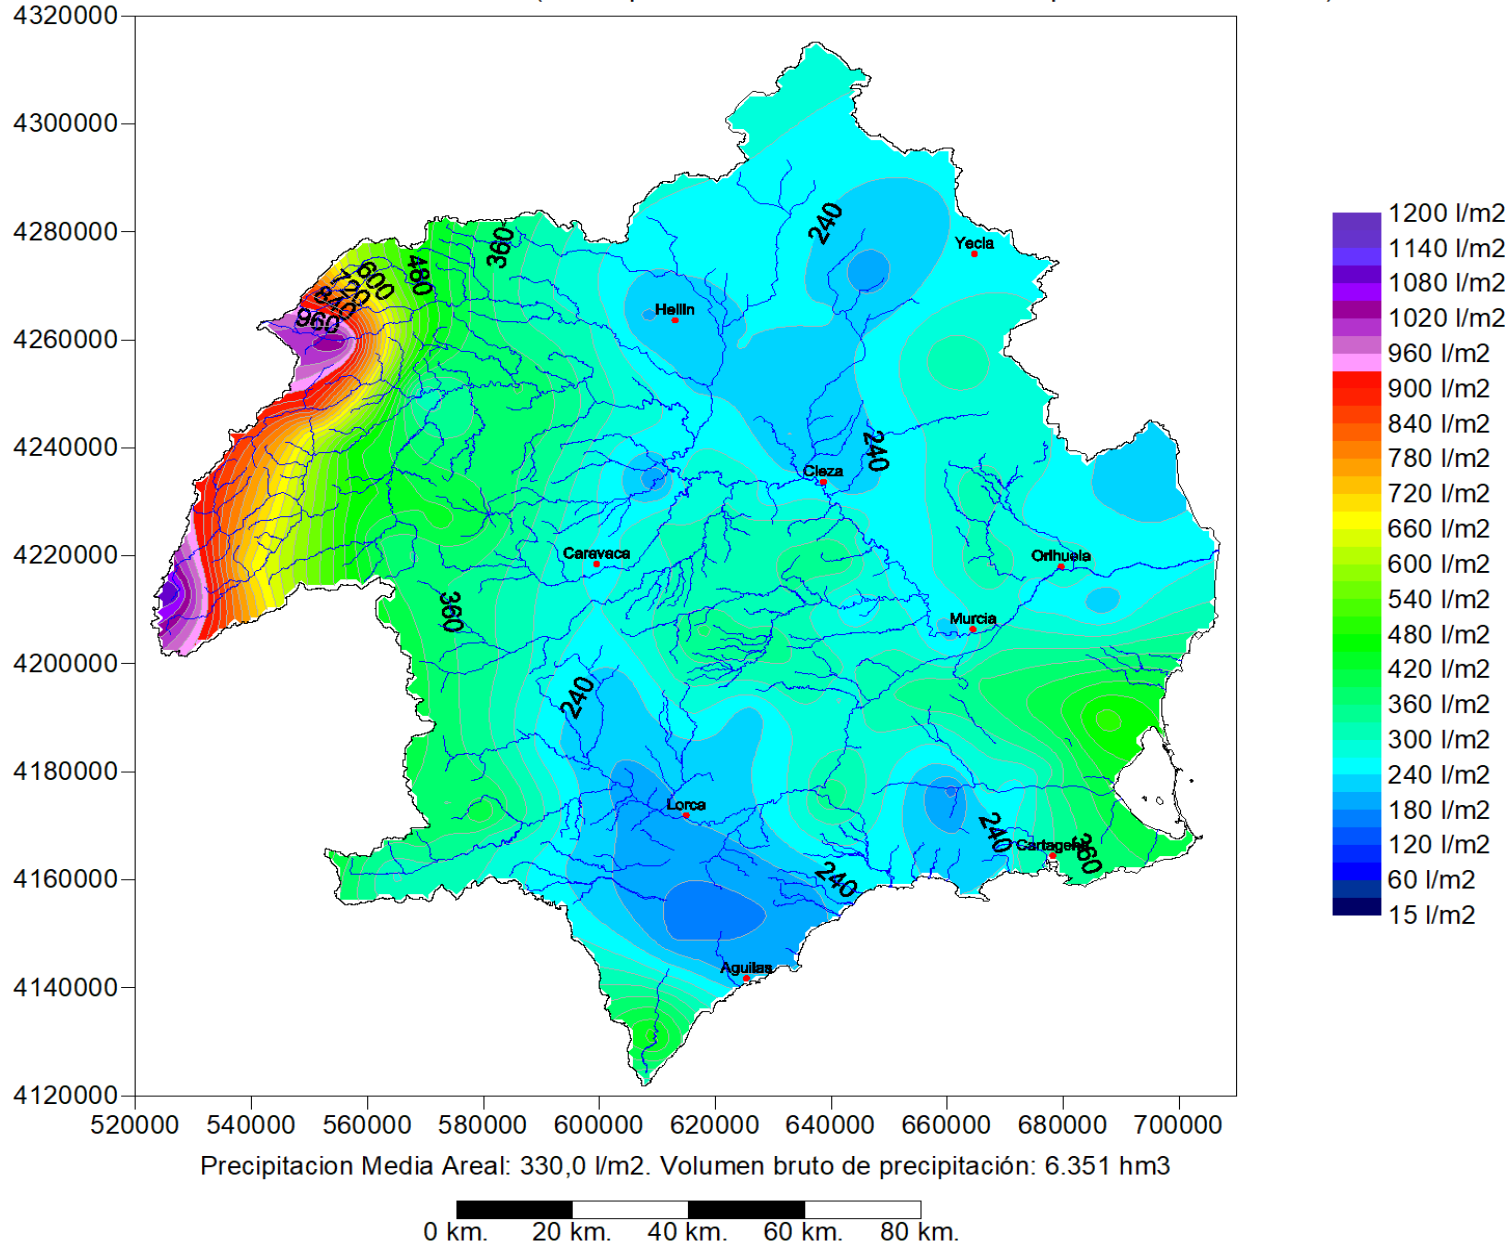 4320000
4300000
4280000
4260000
4240000
4220000
4200000
4180000
4160000
4140000
4120000
520000 540000 560000 580000 600000 620000 640000 660000 680000 700000
240
Yecla
360
480
600
720
870
960
Hellin
240
Cieza
Caravaca
Orihuela
360
Murcia
240
Lorca
240
Cartagena
360
240
Aguilas
1200 l/m2
1140 l/m2
1080 l/m2
1020 l/m2
960 l/m2
900 l/m2
840 l/m2
780 l/m2
720 l/m2
660 l/m2
600 l/m2
540 l/m2
480 l/m2
420 l/m2
360 l/m2
300 l/m2
240 l/m2
180 l/m2
120 l/m2
60 l/m2
15 l/m2
Precipitacion Media Areal: 330,0 l/m2. Volumen bruto de precipitación: 6.351 hm3
0 km. 20 km. 40 km. 60 km. 80 km.